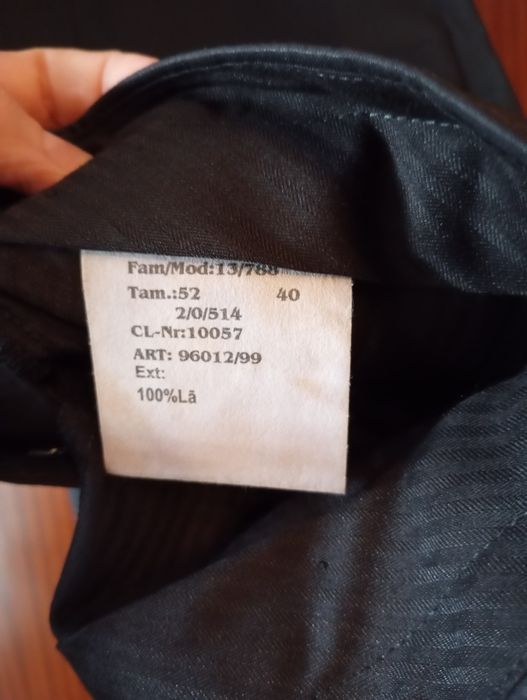 Fam/Mod:13/788
Tam.:52 40
2/0/514
CL-Nr:10057
ART: 96012/99
Ext:
100%Lã